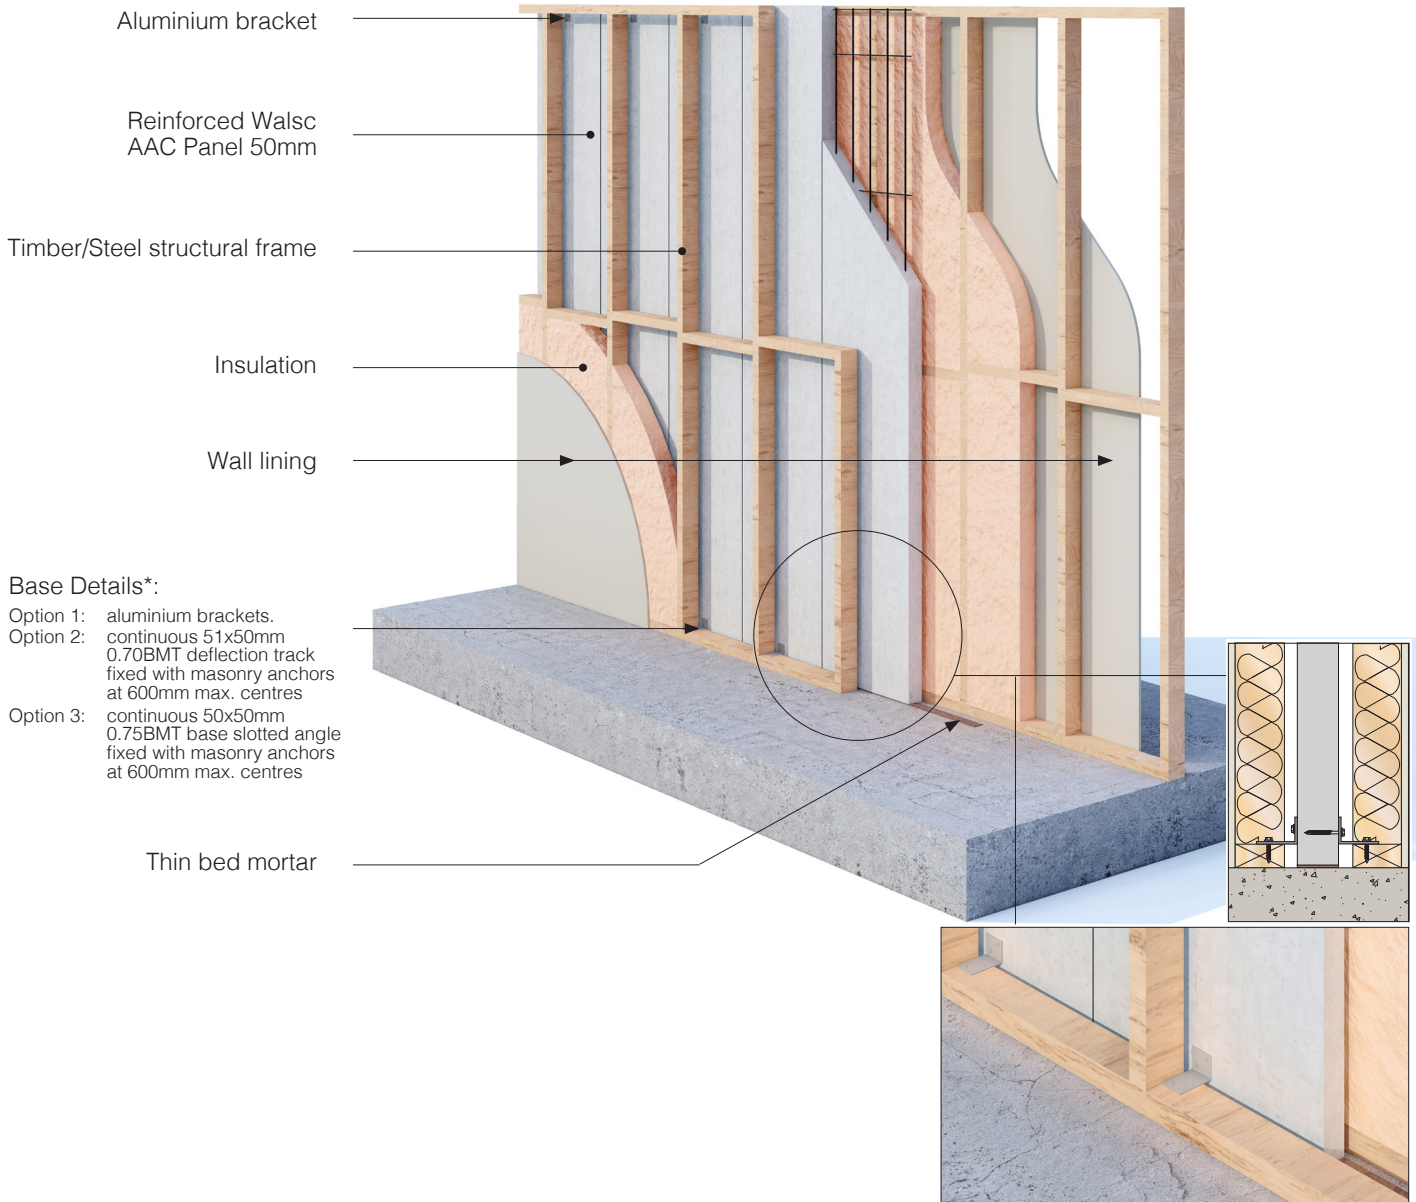 Aluminium bracket
Reinforced Walsc
AAC Panel 50mm
Timber/Steel structural frame
Insulation
Wall lining
Base Details*:
Option 1: aluminium brackets.
Option 2: continuous 51x50mm
0.70BMT deflection track
fixed with masonry anchors
at 600mm max. centres
Option 3: continuous 50x50mm
0.75BMT base slotted angle
fixed with masonry anchors
at 600mm max. centres
Thin bed mortar